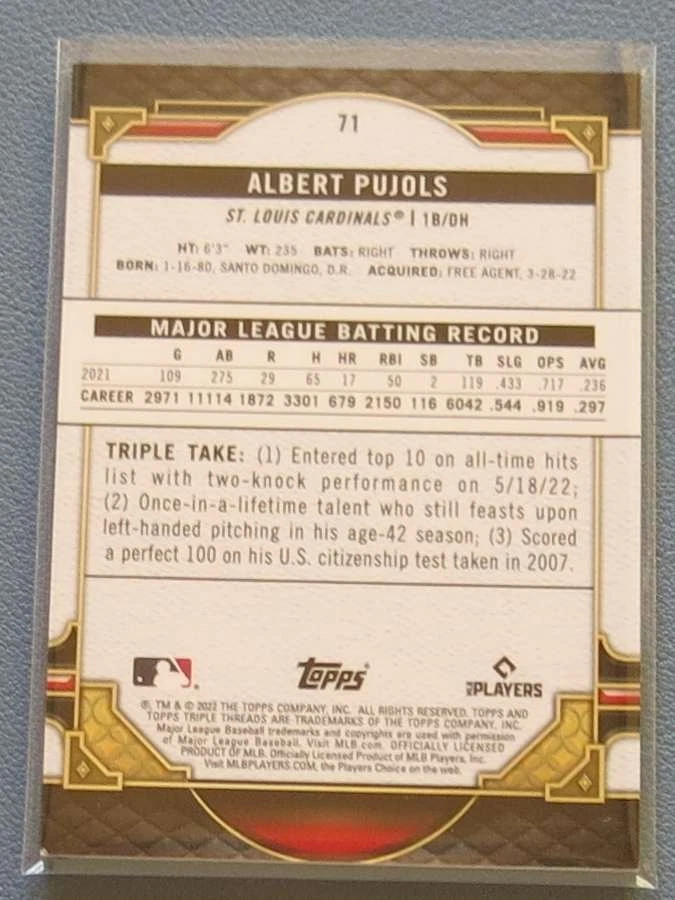 71
ALBERT PUJOLS
ST. LOUIS CARDINALS® | 1B/DH
HT: 6'3" WT: 235 BATS: RIGHT THROWS: RIGHT
BORN: 1-16-80, SANTO DOMINGO, D.R. ACQUIRED: FREE AGENT, 3-28-22
MAJOR LEAGUE BATTING RECORD
G AB R H HR RBI SB TB SLG OPS AVG
2021 109 275 29 65 17 50 2 119 .433 .717 .236
CAREER 2971 11114 1872 3301 679 2150 116 6042 .544 .919 .297
TRIPLE TAKE: (1) Entered top 10 on all-time hits
list with two-knock performance on 5/18/22;
(2) Once-in-a-lifetime talent who still feasts upon
left-handed pitching in his age-42 season; (3) Scored
a perfect 100 on his U.S. citizenship test taken in 2007.
Topps®
MLB PLAYERS
®, TM & © 2022 THE TOPPS COMPANY, INC. ALL RIGHTS RESERVED. TOPPS AND
TOPPS TRIPLE THREADS ARE TRADEMARKS OF THE TOPPS COMPANY, INC.
Major League Baseball trademarks and copyrights are used with permission
of Major League Baseball. Visit MLB.com. OFFICIALLY LICENSED
PRODUCT OF MLB. Officially Licensed Product of MLB Players, Inc.
Visit MLBPLAYERS.COM, the Players Choice on the web.